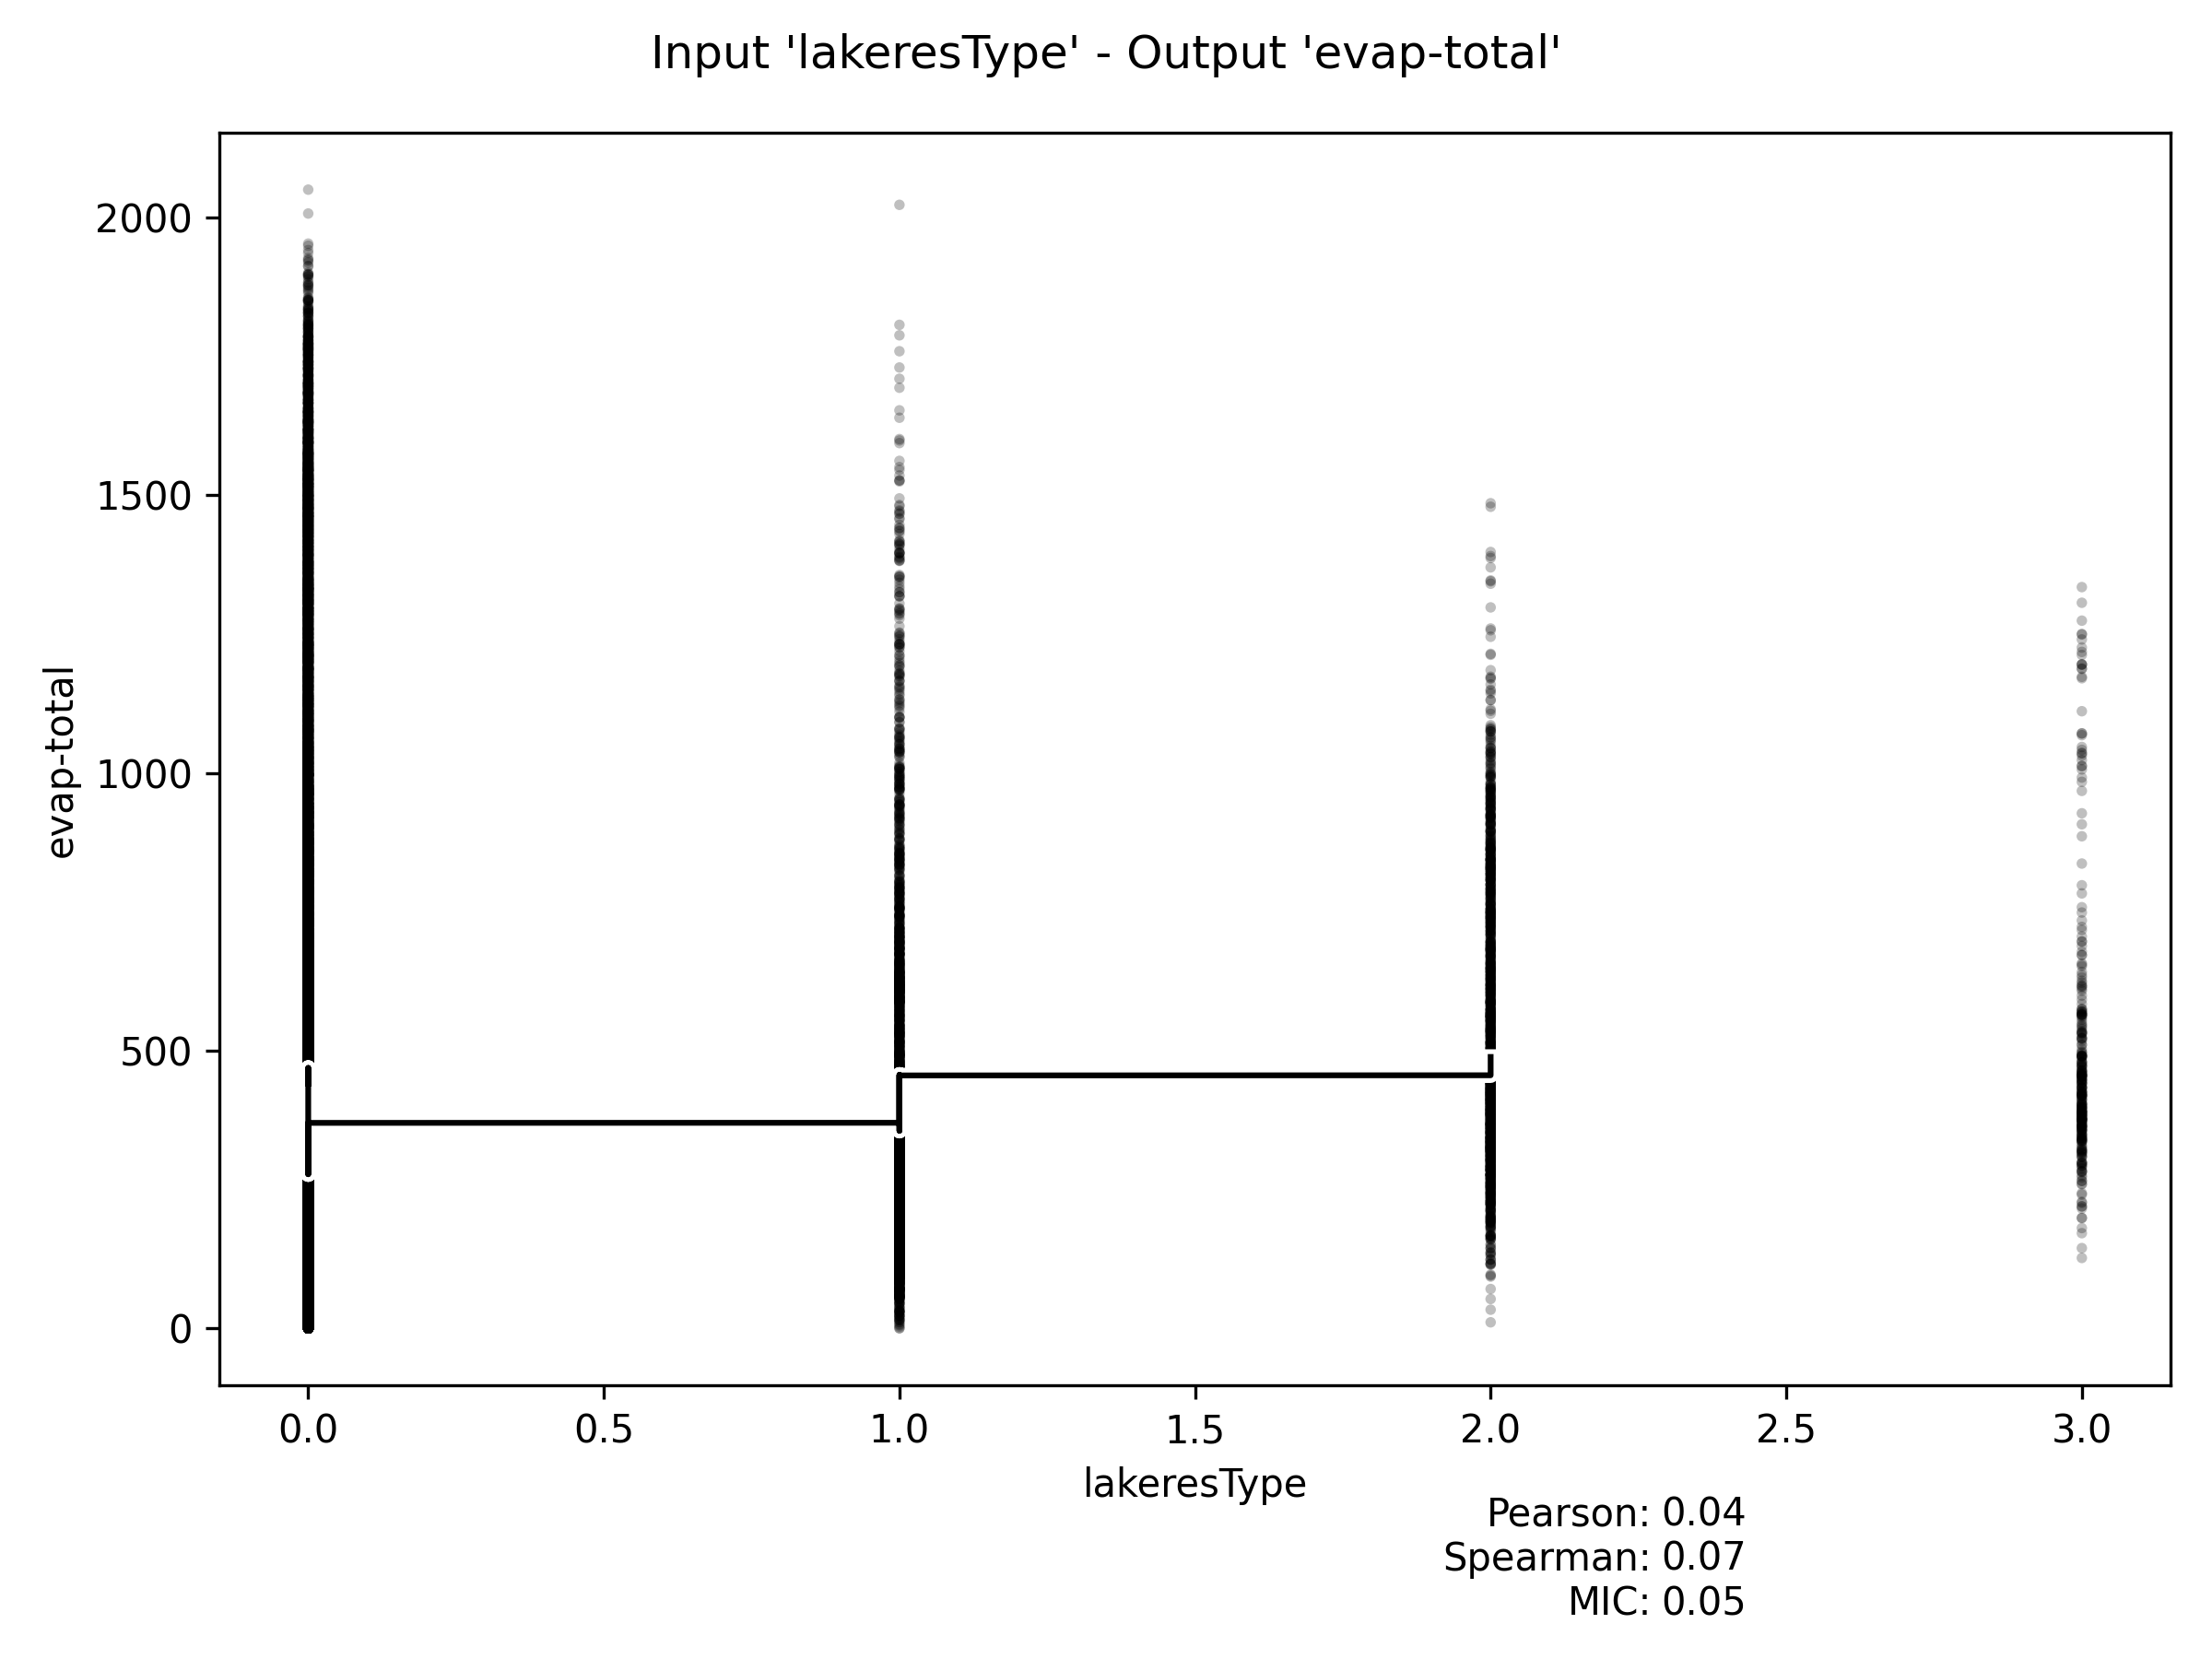 Input 'lakeresType' - Output 'evap-total'
evap-total
2000
1500
1000
500
0
0.0 0.5 1.0 1.5 2.0 2.5 3.0
lakeresType
Pearson: 0.04
Spearman: 0.07
MIC: 0.05